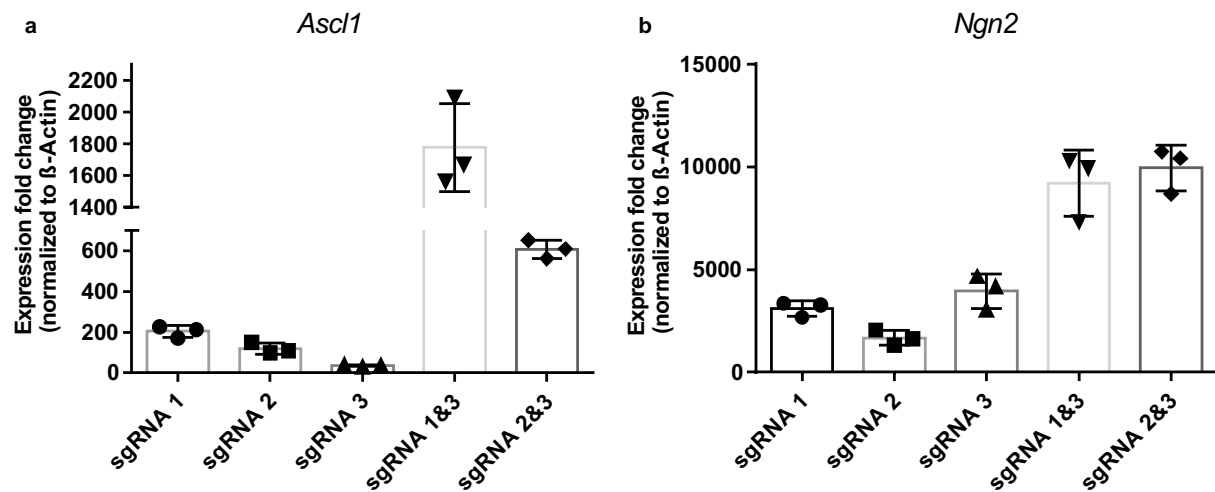 a
Ascl1
Expression fold change
(normalized to ß-Actin)
2200
2000
1800
1600
1400
600
400
200
0
sgRNA 1
sgRNA 2
sgRNA 3
sgRNA 1&3
sgRNA 2&3
b
Ngn2
Expression fold change
(normalized to ß-Actin)
15000
10000
5000
0
sgRNA 1
sgRNA 2
sgRNA 3
sgRNA 1&3
sgRNA 2&3